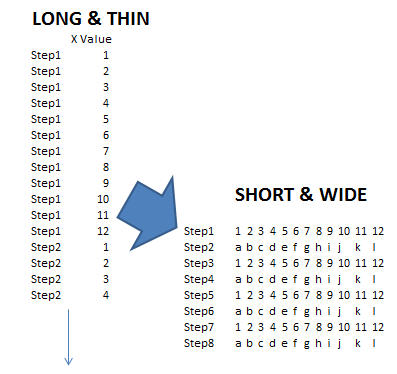 LONG & THIN
X Value
Step1 1
Step1 2
Step1 3
Step1 4
Step1 5
Step1 6
Step1 7
Step1 8
Step1 9
Step1 10
Step1 11
Step1 12
Step2 1
Step2 2
Step2 3
Step2 4
SHORT & WIDE
Step1 1 2 3 4 5 6 7 8 9 10 11 12
Step2 a b c d e f g h i j k l
Step3 1 2 3 4 5 6 7 8 9 10 11 12
Step4 a b c d e f g h i j k l
Step5 1 2 3 4 5 6 7 8 9 10 11 12
Step6 a b c d e f g h i j k l
Step7 1 2 3 4 5 6 7 8 9 10 11 12
Step8 a b c d e f g h i j k l